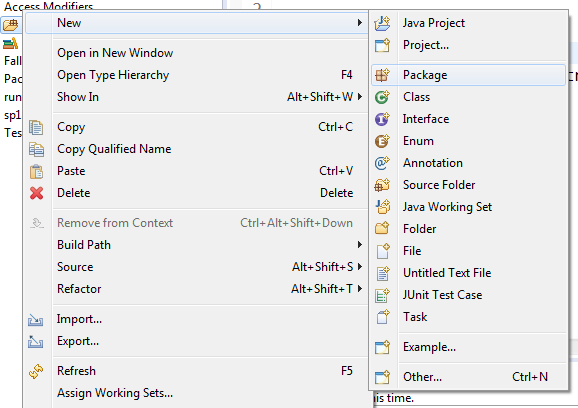 Access Modifiers
2
Fall
Pac
run
sp1
Tes
New
Open in New Window
Open Type Hierarchy F4
Show In Alt+Shift+W
Copy Ctrl+C
Copy Qualified Name
Paste Ctrl+V
Delete Delete
Remove from Context Ctrl+Alt+Shift+Down
Build Path
Source Alt+Shift+S
Refactor Alt+Shift+T
Import...
Export...
Refresh F5
Assign Working Sets...
Java Project
Project...
Package
Class
Interface
Enum
Annotation
Source Folder
Java Working Set
Folder
File
Untitled Text File
JUnit Test Case
Task
Example...
Other... Ctrl+N
his time.